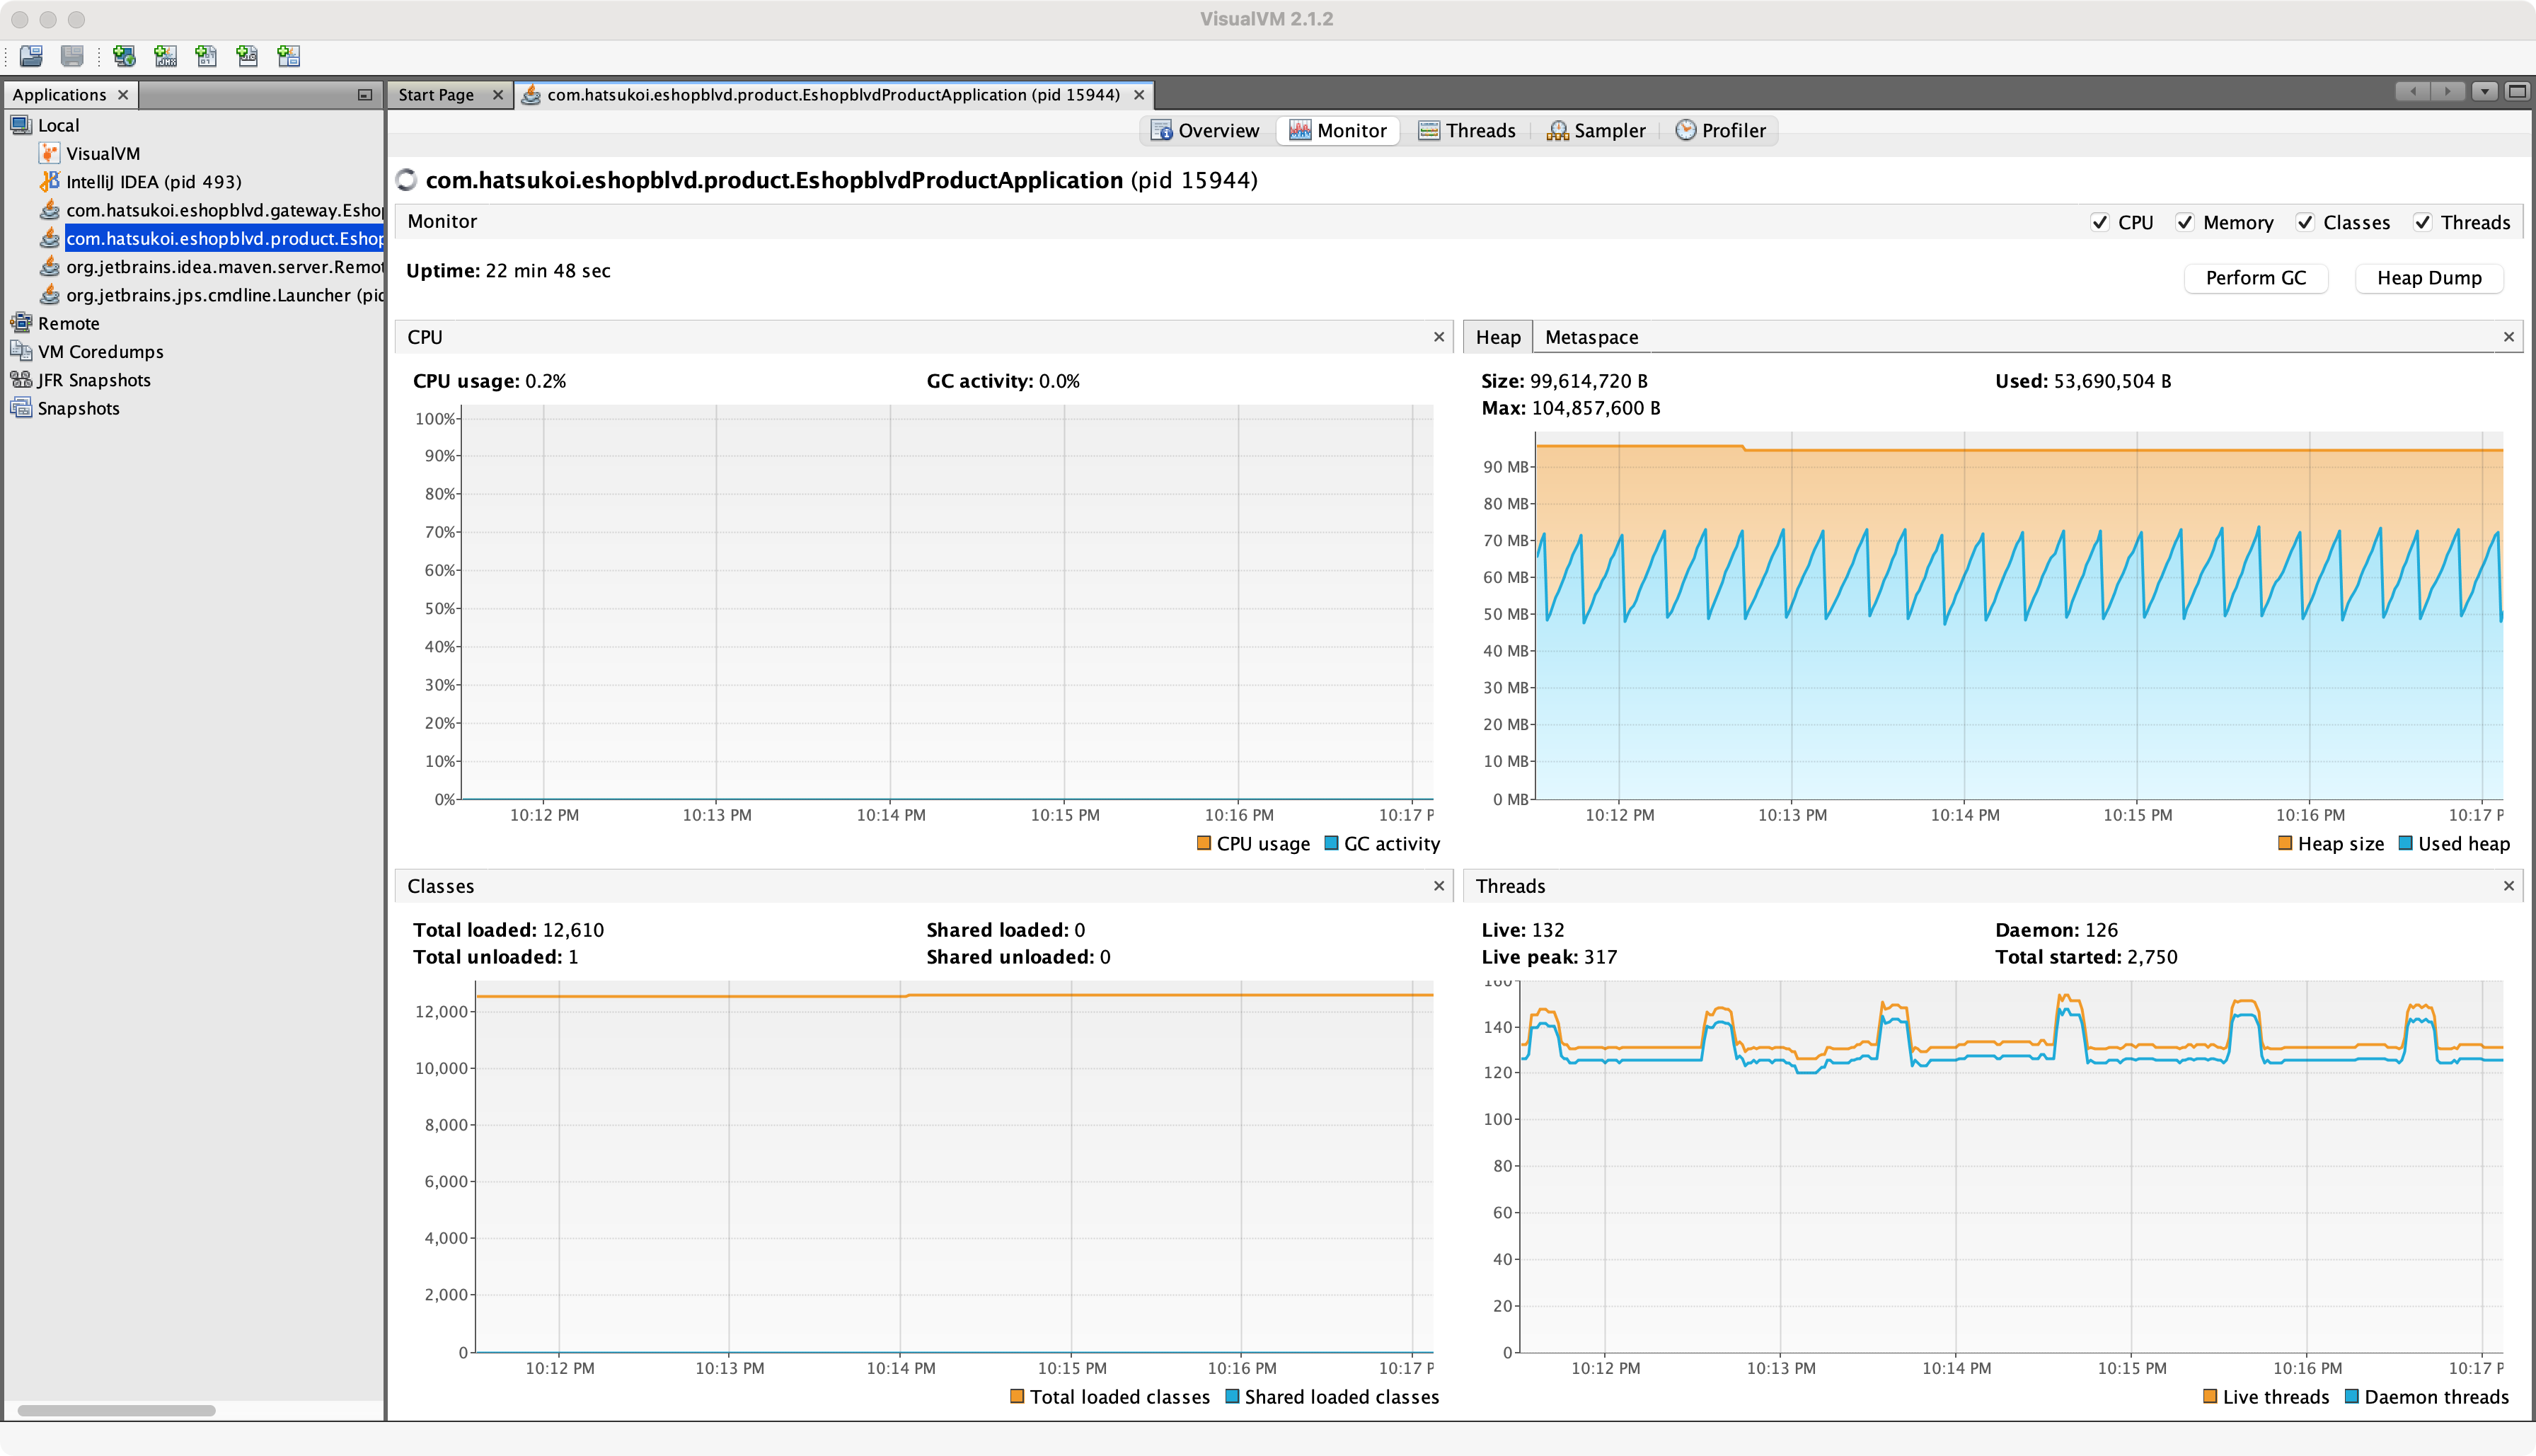 VisualVM 2.1.2
Applications
Start Page
com.hatsukoi.eshopblvd.product.EshopblvdProductApplication (pid 15944)
Local
VisualVM
IntelliJ IDEA (pid 493)
com.hatsukoi.eshopblvd.gateway.Eshop
com.hatsukoi.eshopblvd.product.Eshop
org.jetbrains.idea.maven.server.Remot
org.jetbrains.jps.cmdline.Launcher (pid
Remote
VM Coredumps
JFR Snapshots
Snapshots
Overview Monitor Threads Sampler Profiler
com.hatsukoi.eshopblvd.product.EshopblvdProductApplication (pid 15944)
Monitor
CPU Memory Classes Threads
Uptime: 22 min 48 sec
Perform GC Heap Dump
CPU
CPU usage: 0.2% GC activity: 0.0%
100%
90%
80%
70%
60%
50%
40%
30%
20%
10%
0%
10:12 PM 10:13 PM 10:14 PM 10:15 PM 10:16 PM 10:17 P
CPU usage GC activity
Heap Metaspace
Size: 99,614,720 B Used: 53,690,504 B
Max: 104,857,600 B
90 MB
80 MB
70 MB
60 MB
50 MB
40 MB
30 MB
20 MB
10 MB
0 MB
10:12 PM 10:13 PM 10:14 PM 10:15 PM 10:16 PM 10:17 P
Heap size Used heap
Classes
Total loaded: 12,610 Shared loaded: 0
Total unloaded: 1 Shared unloaded: 0
12,000
10,000
8,000
6,000
4,000
2,000
0
10:12 PM 10:13 PM 10:14 PM 10:15 PM 10:16 PM 10:17 P
Total loaded classes Shared loaded classes
Threads
Live: 132 Daemon: 126
Live peak: 317 Total started: 2,750
160
140
120
100
80
60
40
20
0
10:12 PM 10:13 PM 10:14 PM 10:15 PM 10:16 PM 10:17 P
Live threads Daemon threads